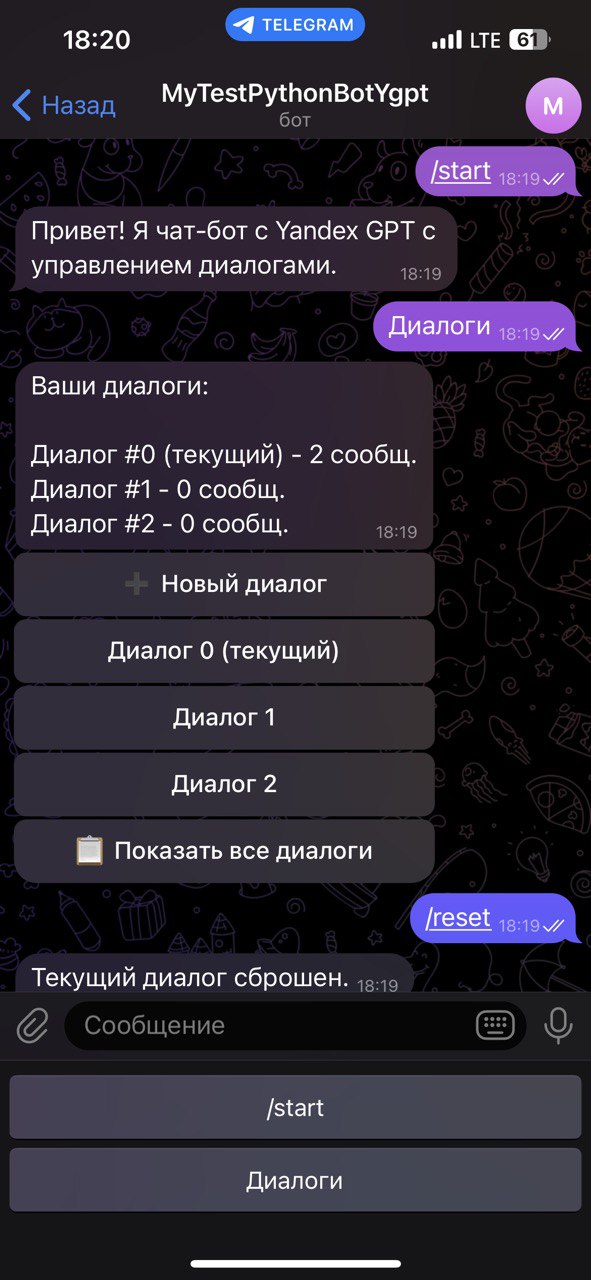 18:20
TELEGRAM
LTE
61
Назад
MyTestPythonBotYgpt
бот
M
/start 18:19
Привет! Я чат-бот с Yandex GPT с
управлением диалогами. 18:19
Диалоги 18:19
Ваши диалоги:
Диалог #0 (текущий) - 2 сообщ.
Диалог #1 - 0 сообщ.
Диалог #2 - 0 сообщ. 18:19
Новый диалог
Диалог 0 (текущий)
Диалог 1
Диалог 2
Показать все диалоги
/reset 18:19
Текущий диалог сброшен. 18:19
Сообщение
/start
Диалоги